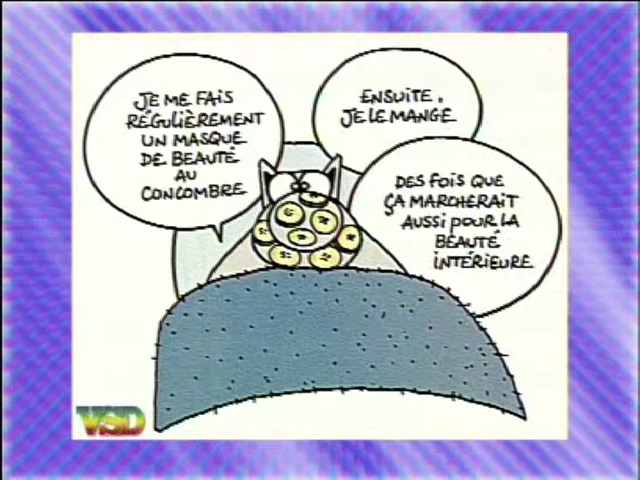 JE ME FAIS
RÉGULIÈREMENT
UN MASQUE
DE BEAUTÉ
AU
CONCOMBRE
ENSUITE,
JE LE MANGE
DES FOIS QUE
ÇA MARCHERAIT
AUSSI POUR LA
BEAUTÉ
INTÉRIEURE
VSD